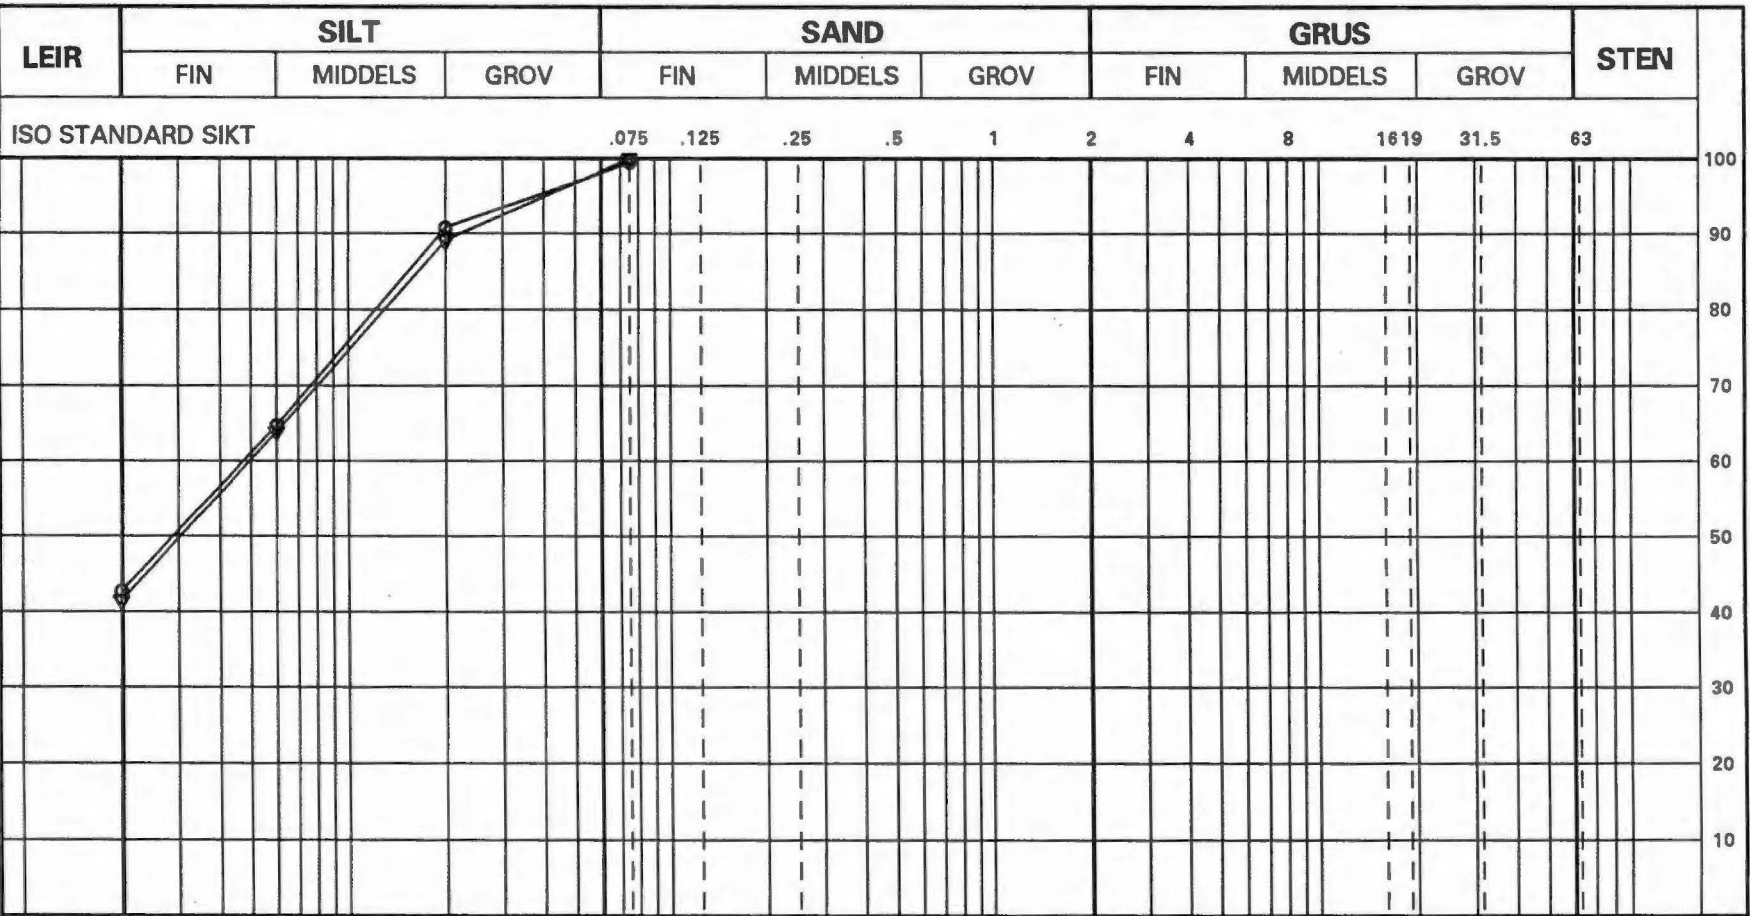 SILT SAND GRUS
LEIR STEN
FIN MIDDELS GROV FIN MIDDELS GROV FIN MIDDELS GROV
ISO STANDARD SIKT .075 .125 .25 .5 1 2 4 8 16 19 31.5 63
100
90
80
70
60
50
40
30
20
10